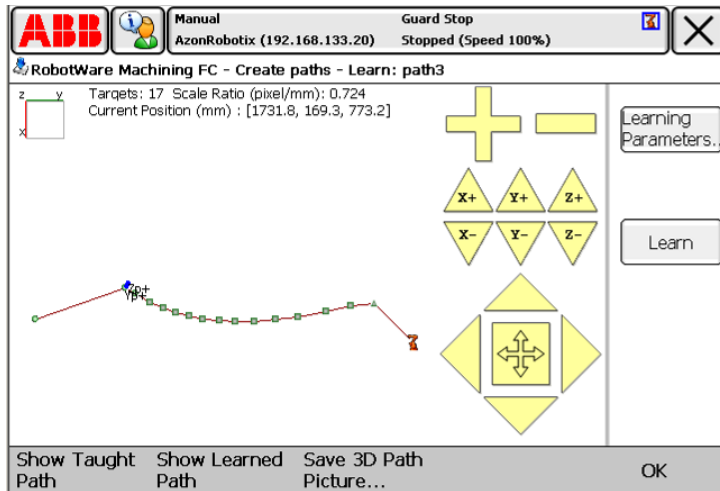 ABB
Manual
Guard Stop
AzonRobotix (192.168.133.20)
Stopped (Speed 100%)
RobotWare Machining FC - Create paths - Learn: path3
z y
x
Targets: 17 Scale Ratio (pixel/mm): 0.724
Current Position (mm) : [1731.8, 169.3, 773.2]
Learning
Parameters..
X+ Y+ Z+
X- Y- Z-
Learn
Zp+
Yp+
Show Taught
Path
Show Learned
Path
Save 3D Path
Picture...
OK